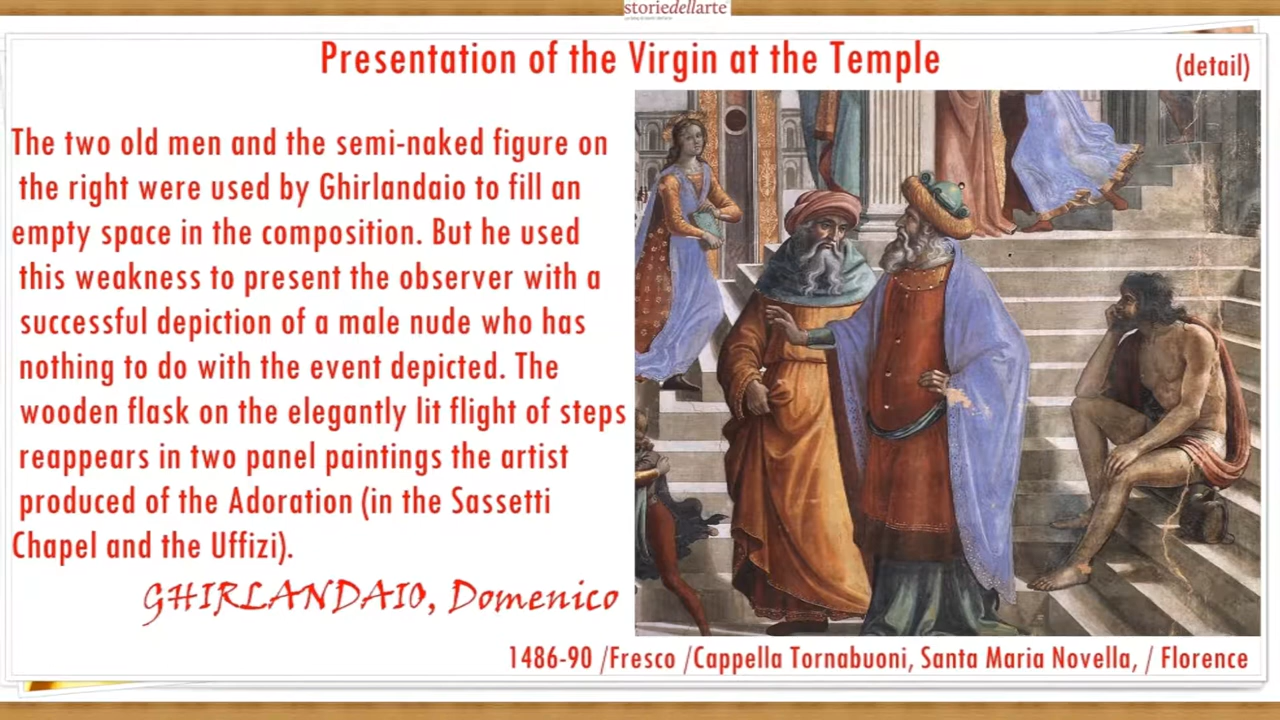 storiedellarte
Presentation of the Virgin at the Temple
(detail)
The two old men and the semi-naked figure on
the right were used by Ghirlandaio to fill an
empty space in the composition. But he used
this weakness to present the observer with a
successful depiction of a male nude who has
nothing to do with the event depicted. The
wooden flask on the elegantly lit flight of steps
reappears in two panel paintings the artist
produced of the Adoration (in the Sassetti
Chapel and the Uffizi).
GHIRLANDAIO, Domenico
1486-90 /Fresco /Cappella Tornabuoni, Santa Maria Novella, / Florence